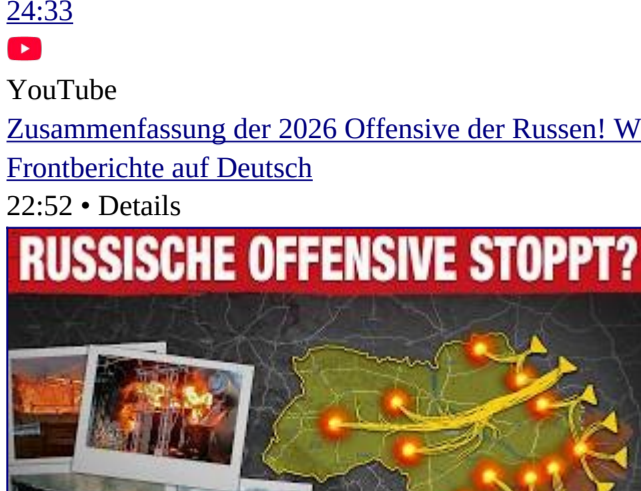 24:33
YouTube
Zusammenfassung der 2026 Offensive der Russen! W
Frontberichte auf Deutsch
22:52 • Details
RUSSISCHE OFFENSIVE STOPPT?